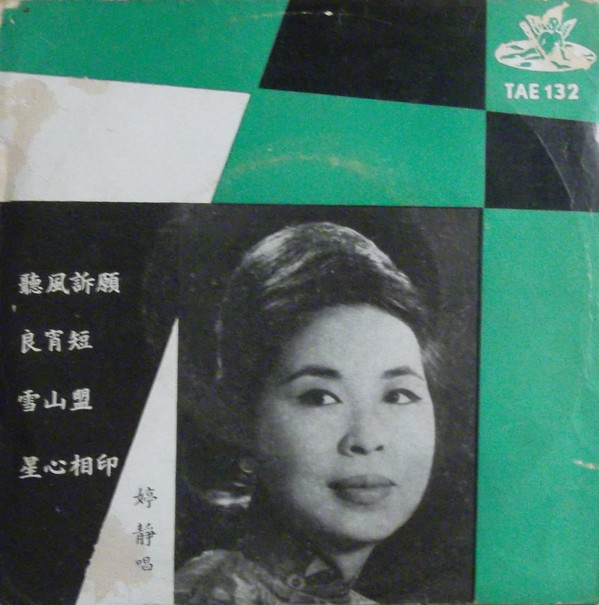 TAE 132
聽風訴願
良宵短
雪山盟
星心相印
婷靜唱